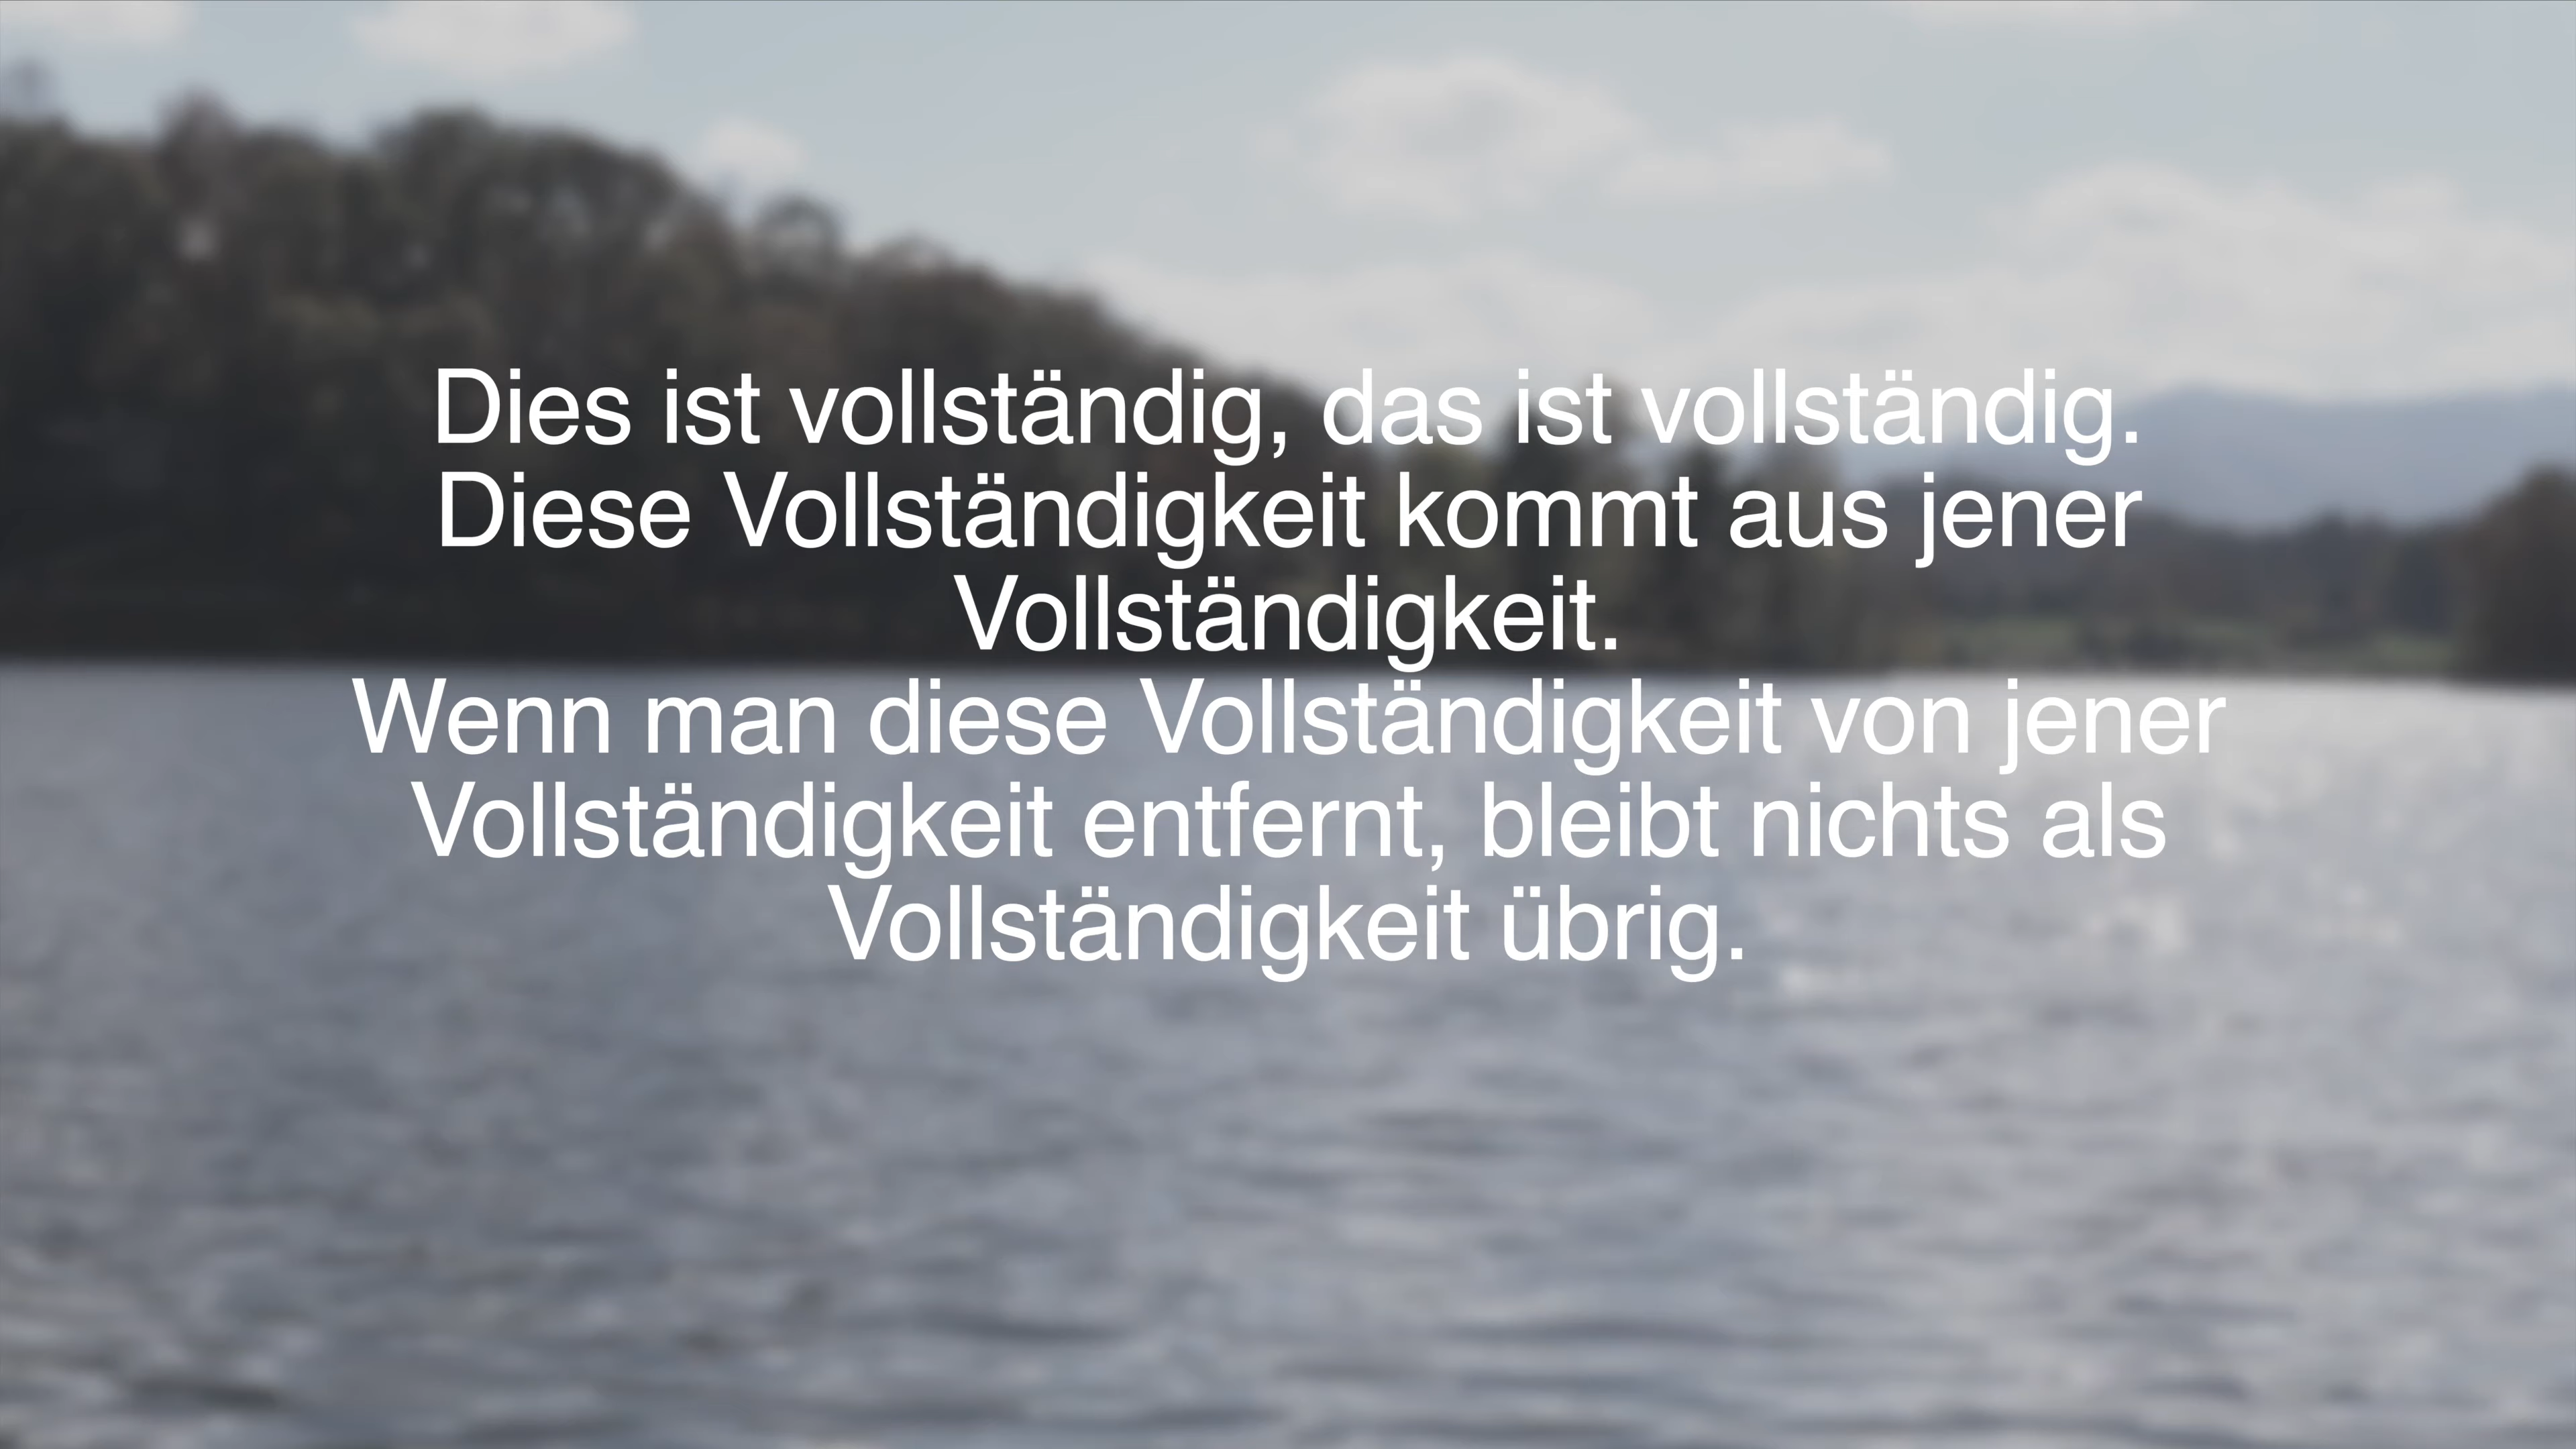 Dies ist vollständig, das ist vollständig.
Diese Vollständigkeit kommt aus jener
Vollständigkeit.
Wenn man diese Vollständigkeit von jener
Vollständigkeit entfernt, bleibt nichts als
Vollständigkeit übrig.